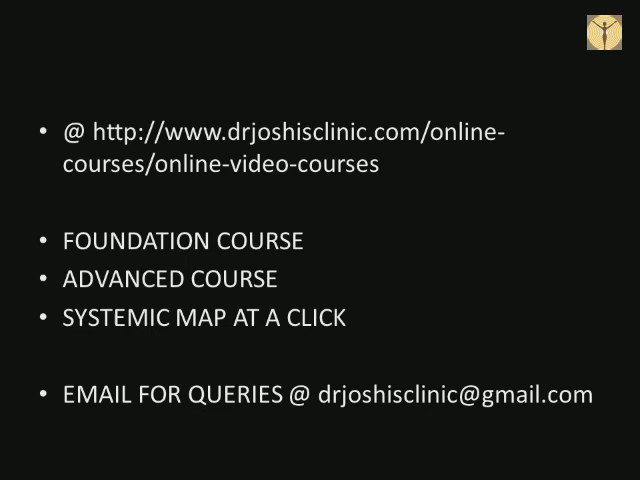 • @ http://www.drjoshisclinic.com/online-
courses/online-video-courses
• FOUNDATION COURSE
• ADVANCED COURSE
• SYSTEMIC MAP AT A CLICK
• EMAIL FOR QUERIES @ drjoshisclinic@gmail.com